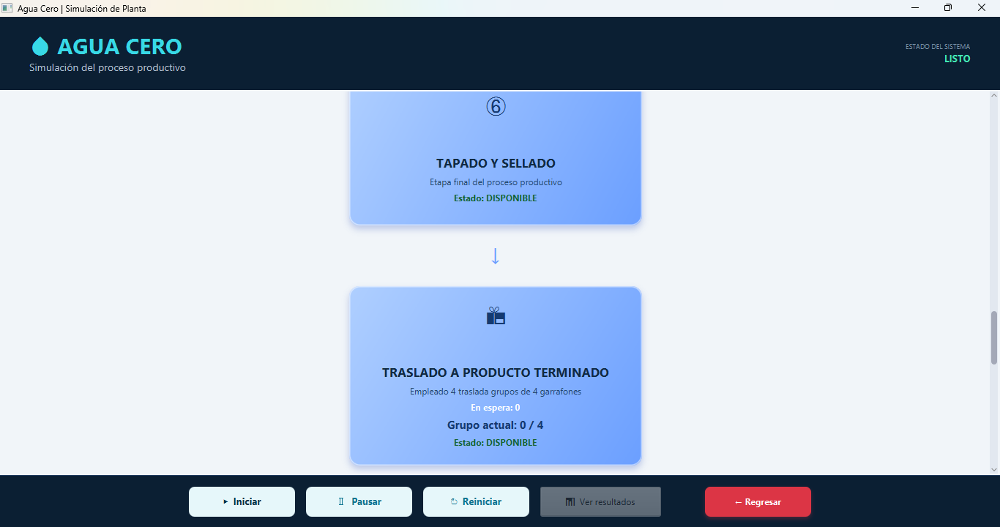 Agua Cero | Simulación de Planta
AGUA CERO
Simulación del proceso productivo
ESTADO DEL SISTEMA
LISTO
⑥
TAPADO Y SELLADO
Etapa final del proceso productivo
Estado: DISPONIBLE
↓
TRASLADO A PRODUCTO TERMINADO
Empleado 4 traslada grupos de 4 garrafones
En espera: 0
Grupo actual: 0 / 4
Estado: DISPONIBLE
Iniciar
Pausar
Reiniciar
Ver resultados
← Regresar